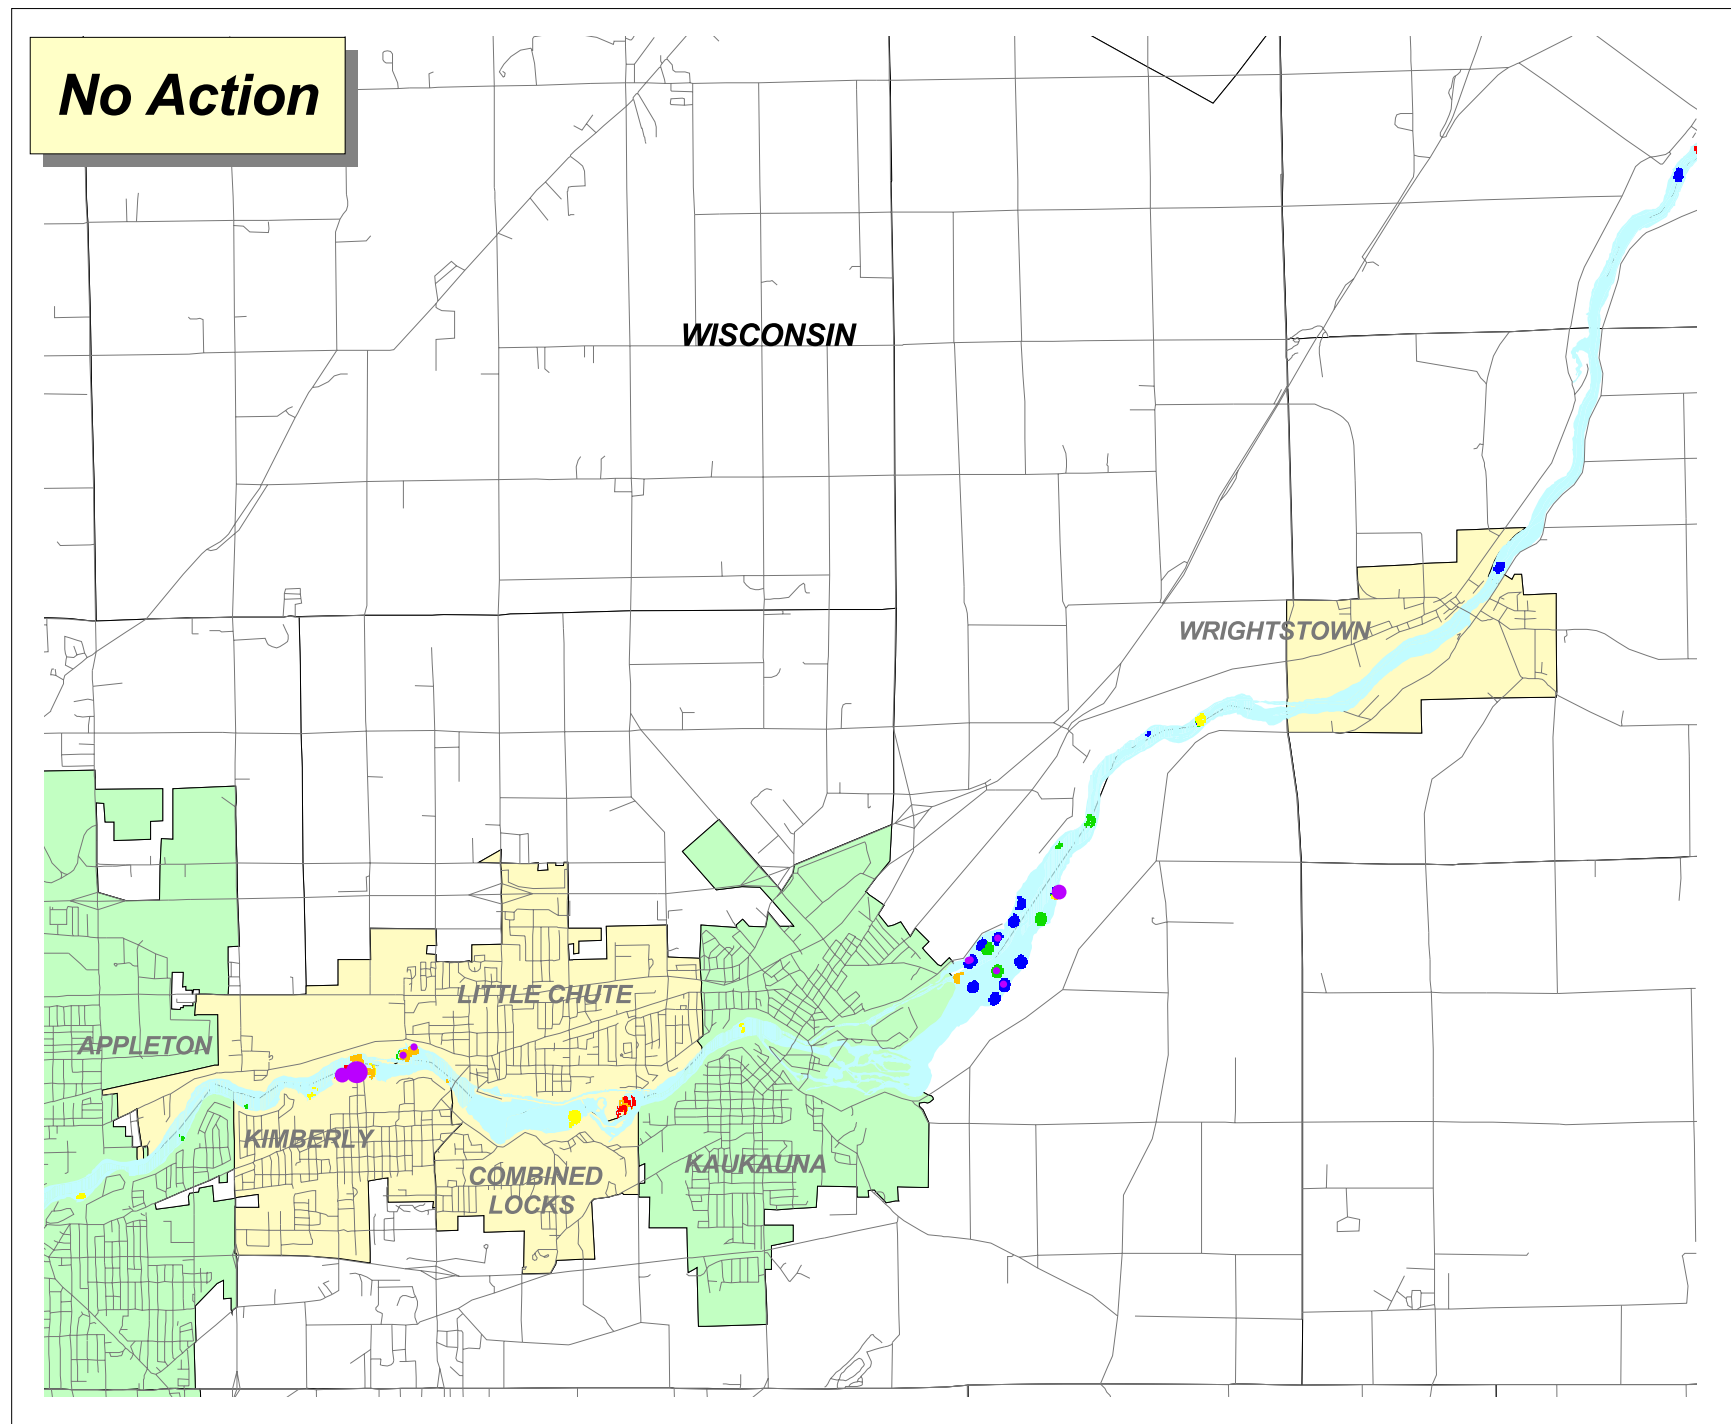 No Action
WISCONSIN
WRIGHTSTOWN
LITTLE CHUTE
APPLETON
KIMBERLY
COMBINED
LOCKS
KAUKAUNA